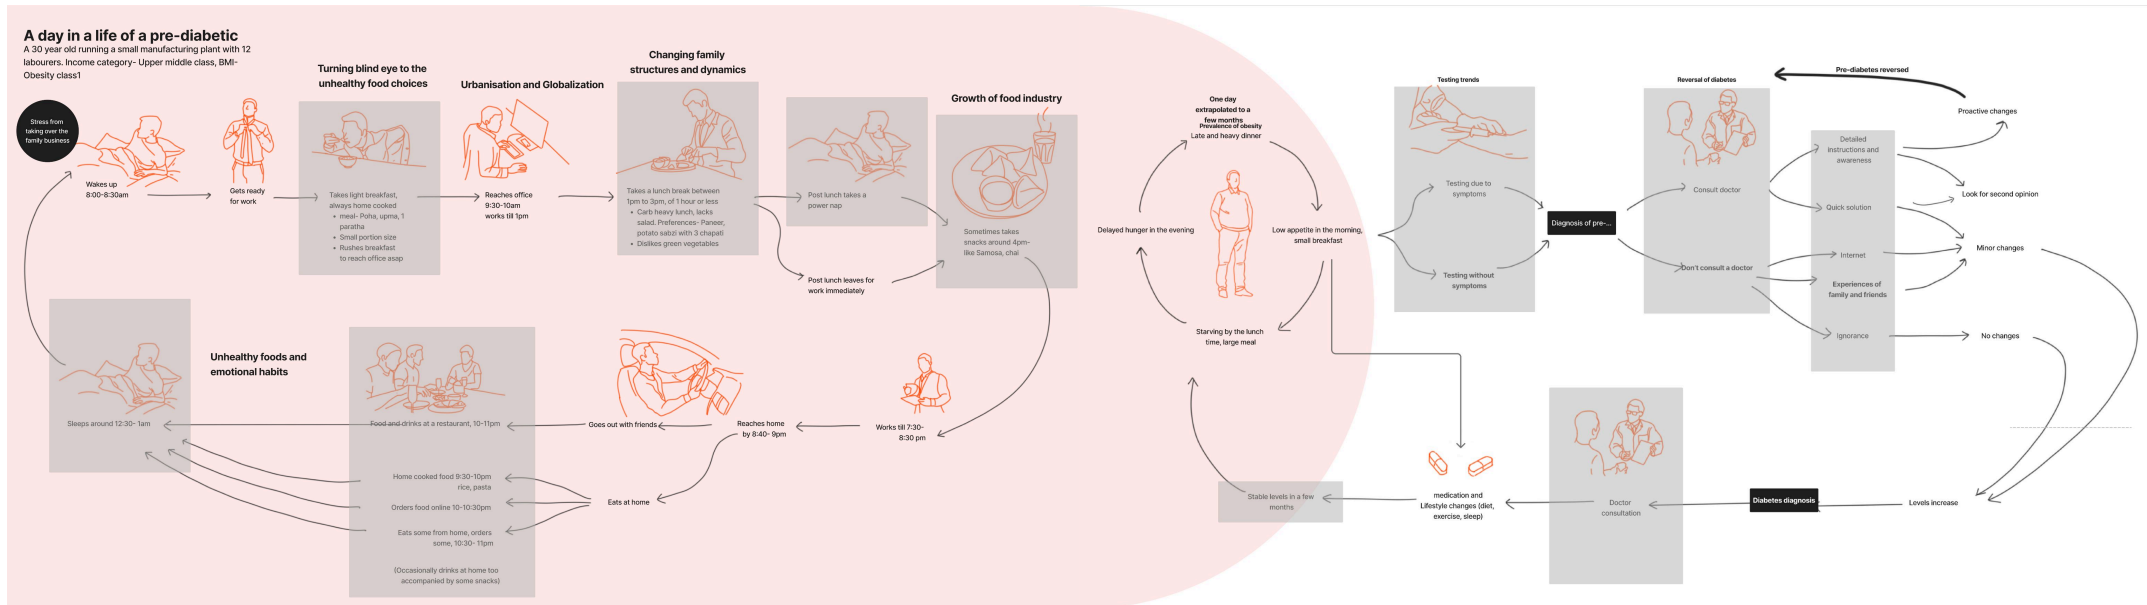 A day in a life of a pre-diabetic
A 30 year old running a small manufacturing plant with 12
labourers. Income category- Upper middle class, BMI-
Obesity class1
Stress from
taking over the
family business
Wakes up
8:00-8:30am
Gets ready
for work
Turning blind eye to the
unhealthy food choices
Takes light breakfast,
always home cooked
• meal- Poha, upma, 1
paratha
• Small portion size
• Rushes breakfast
to reach office asap
Urbanisation and Globalization
Reaches office
9:30-10am
works till 1pm
Changing family
structures and dynamics
Takes a lunch break between
1pm to 3pm, of 1 hour or less
• Carb heavy lunch, lacks
salad. Preferences- Paneer,
potato sabzi with 3 chapati
• Dislikes green vegetables
Post lunch takes a
power nap
Post lunch leaves for
work immediately
Growth of food industry
Sometimes takes
snacks around 4pm-
like Samosa, chai
Works till 7:30-
8:30 pm
Reaches home
by 8:40- 9pm
Goes out with friends
Eats at home
Food and drinks at a restaurant, 10-11pm
Home cooked food 9:30-10pm
rice, pasta
Orders food online 10-10:30pm
Eats some from home, orders
some, 10:30- 11pm
(Occasionally drinks at home too
accompanied by some snacks)
Unhealthy foods and
emotional habits
Sleeps around 12:30- 1am
One day
extrapolated to a
few months
Prevalence of obesity
Late and heavy dinner
Low appetite in the morning,
small breakfast
Starving by the lunch
time, large meal
Delayed hunger in the evening
Testing trends
Testing due to
symptoms
Testing without
symptoms
Diagnosis of pre-...
Reversal of diabetes
Consult doctor
Don't consult a doctor
Detailed
instructions and
awareness
Quick solution
Internet
Experiences of
family and friends
Ignorance
Pre-diabetes reversed
Proactive changes
Look for second opinion
Minor changes
No changes
Levels increase
Diabetes diagnosis
Doctor
consultation
medication and
Lifestyle changes (diet,
exercise, sleep)
Stable levels in a few
months